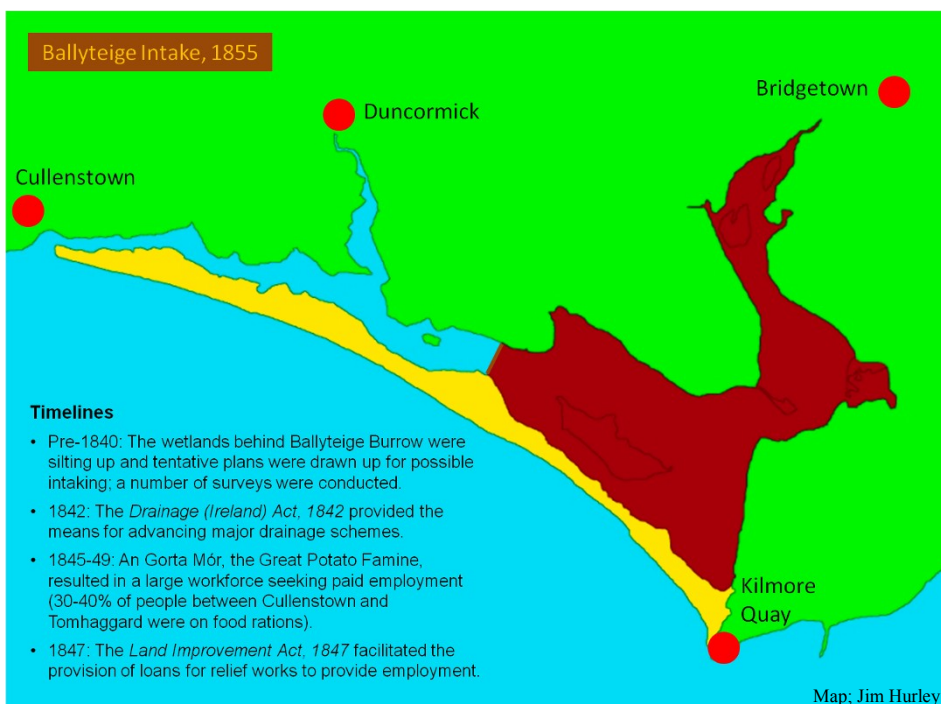 Ballyteige Intake, 1855
Bridgetown
Duncormick
Cullenstown
Timelines
• Pre-1840: The wetlands behind Ballyteige Burrow were
silting up and tentative plans were drawn up for possible
intaking; a number of surveys were conducted.
• 1842: The Drainage (Ireland) Act, 1842 provided the
means for advancing major drainage schemes.
• 1845-49: An Gorta Mór, the Great Potato Famine,
resulted in a large workforce seeking paid employment
(30-40% of people between Cullenstown and
Tomhaggard were on food rations).
• 1847: The Land Improvement Act, 1847 facilitated the
provision of loans for relief works to provide employment.
Kilmore
Quay
Map; Jim Hurley